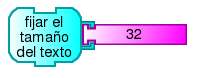 fijar el
tamaño
del texto
32